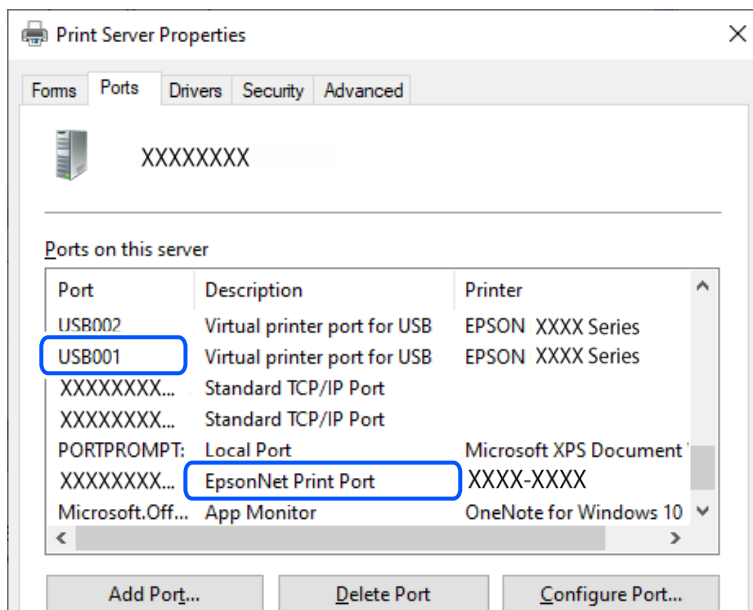 Print Server Properties
Forms Ports Drivers Security Advanced
XXXXXXXX
Ports on this server
Port Description Printer
USB002 Virtual printer port for USB EPSON XXXX Series
USB001 Virtual printer port for USB EPSON XXXX Series
XXXXXXXX... Standard TCP/IP Port
XXXXXXXX... Standard TCP/IP Port
PORTPROMPT: Local Port Microsoft XPS Document
XXXXXXXX... EpsonNet Print Port XXXX-XXXX
Microsoft.Off... App Monitor OneNote for Windows 10
Add Port... Delete Port Configure Port...